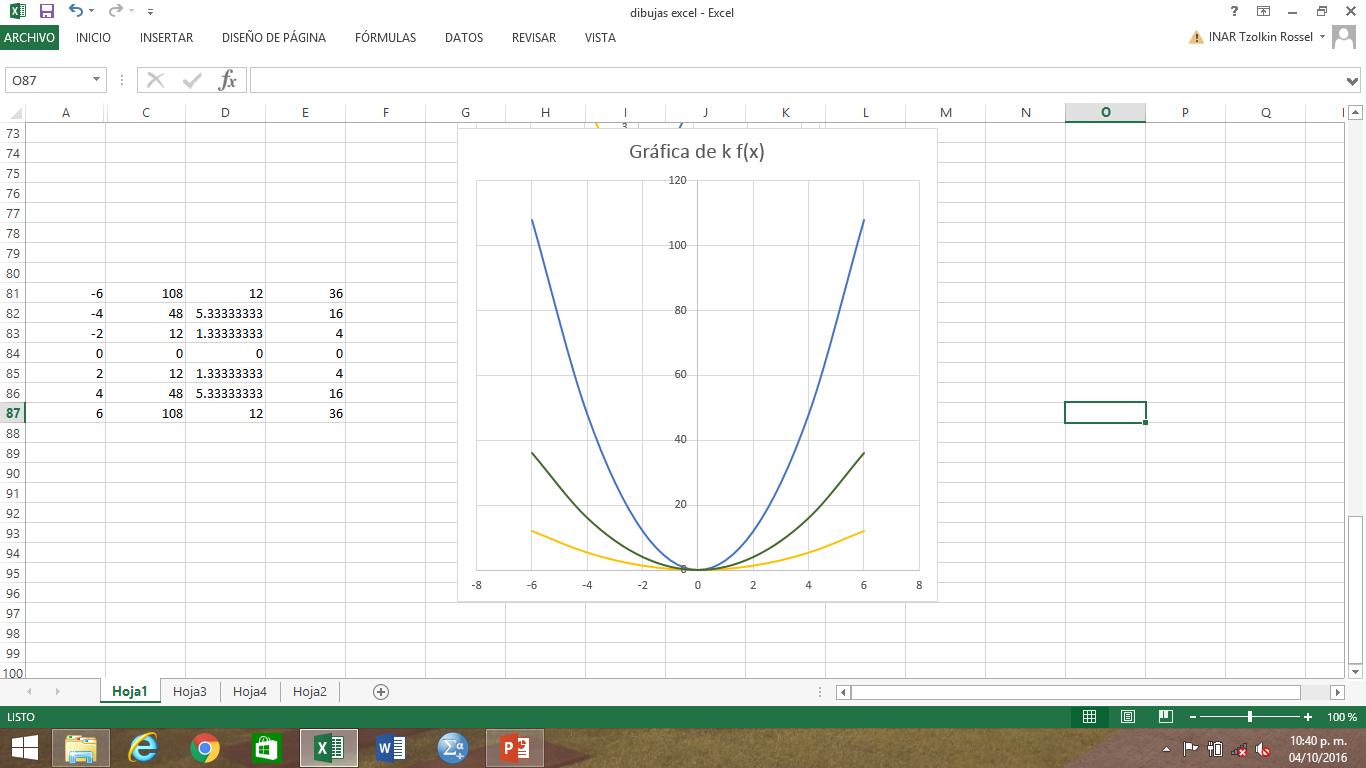 dibujas excel - Excel
ARCHIVO INICIO INSERTAR DISEÑO DE PÁGINA FÓRMULAS DATOS REVISAR VISTA INAR Tzolkin Rossel
O87 fx
A C D E F G H I J K L M N O P Q
73 3
74 Gráfica de k f(x)
75
76
77
78
79
80
81 -6 108 12 36
82 -4 48 5.33333333 16
83 -2 12 1.33333333 4
84 0 0 0 0
85 2 12 1.33333333 4
86 4 48 5.33333333 16
87 6 108 12 36
88
89
90
91
92
93
94
95
96
97
98
99
100
120
100
80
60
40
20
0
-8 -6 -4 -2 0 2 4 6 8
Hoja1 Hoja3 Hoja4 Hoja2
LISTO 100 %
10:40 p. m.
04/10/2016